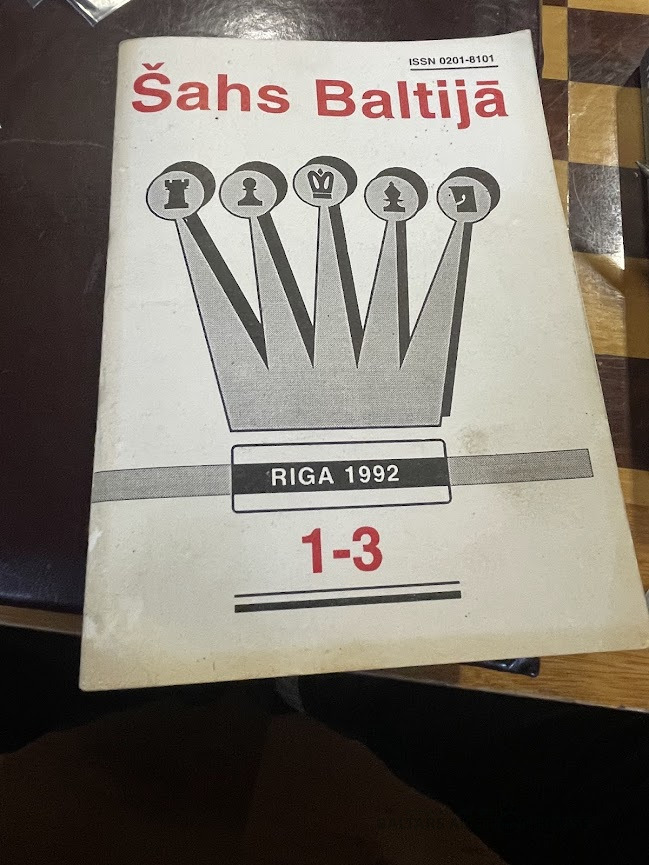 ISSN 0201-8101
Šahs Baltijā
RIGA 1992
1-3